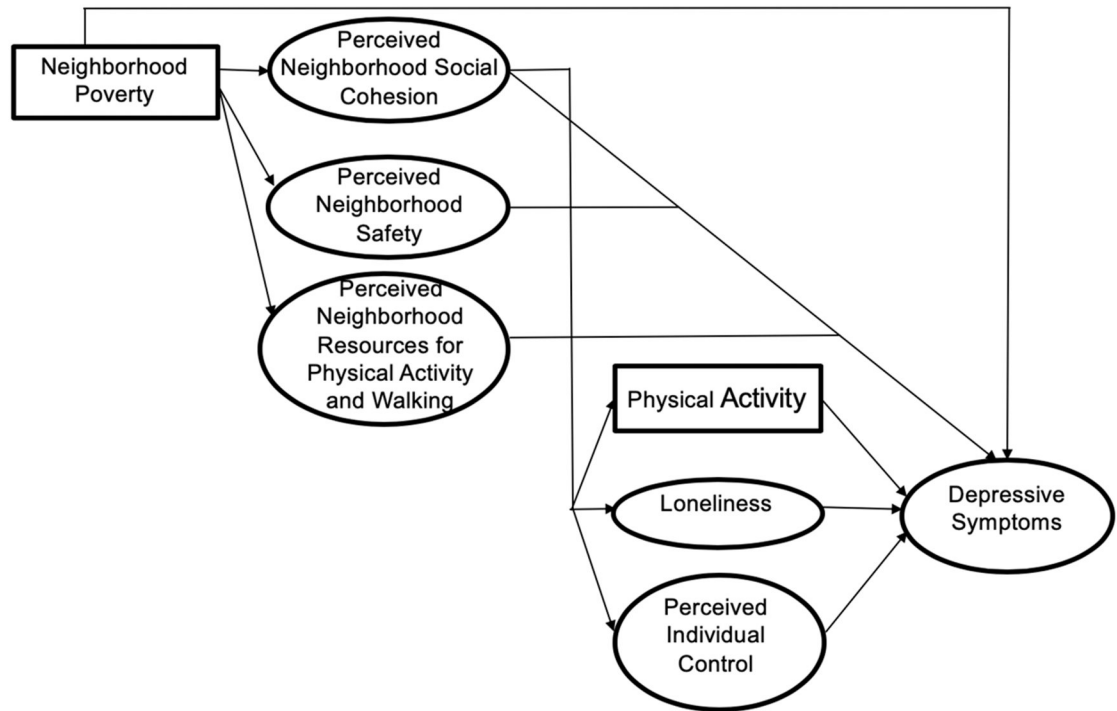 Neighborhood
Poverty
Perceived
Neighborhood Social
Cohesion
Perceived
Neighborhood
Safety
Perceived
Neighborhood
Resources for
Physical Activity
and Walking
Physical Activity
Loneliness
Perceived
Individual
Control
Depressive
Symptoms